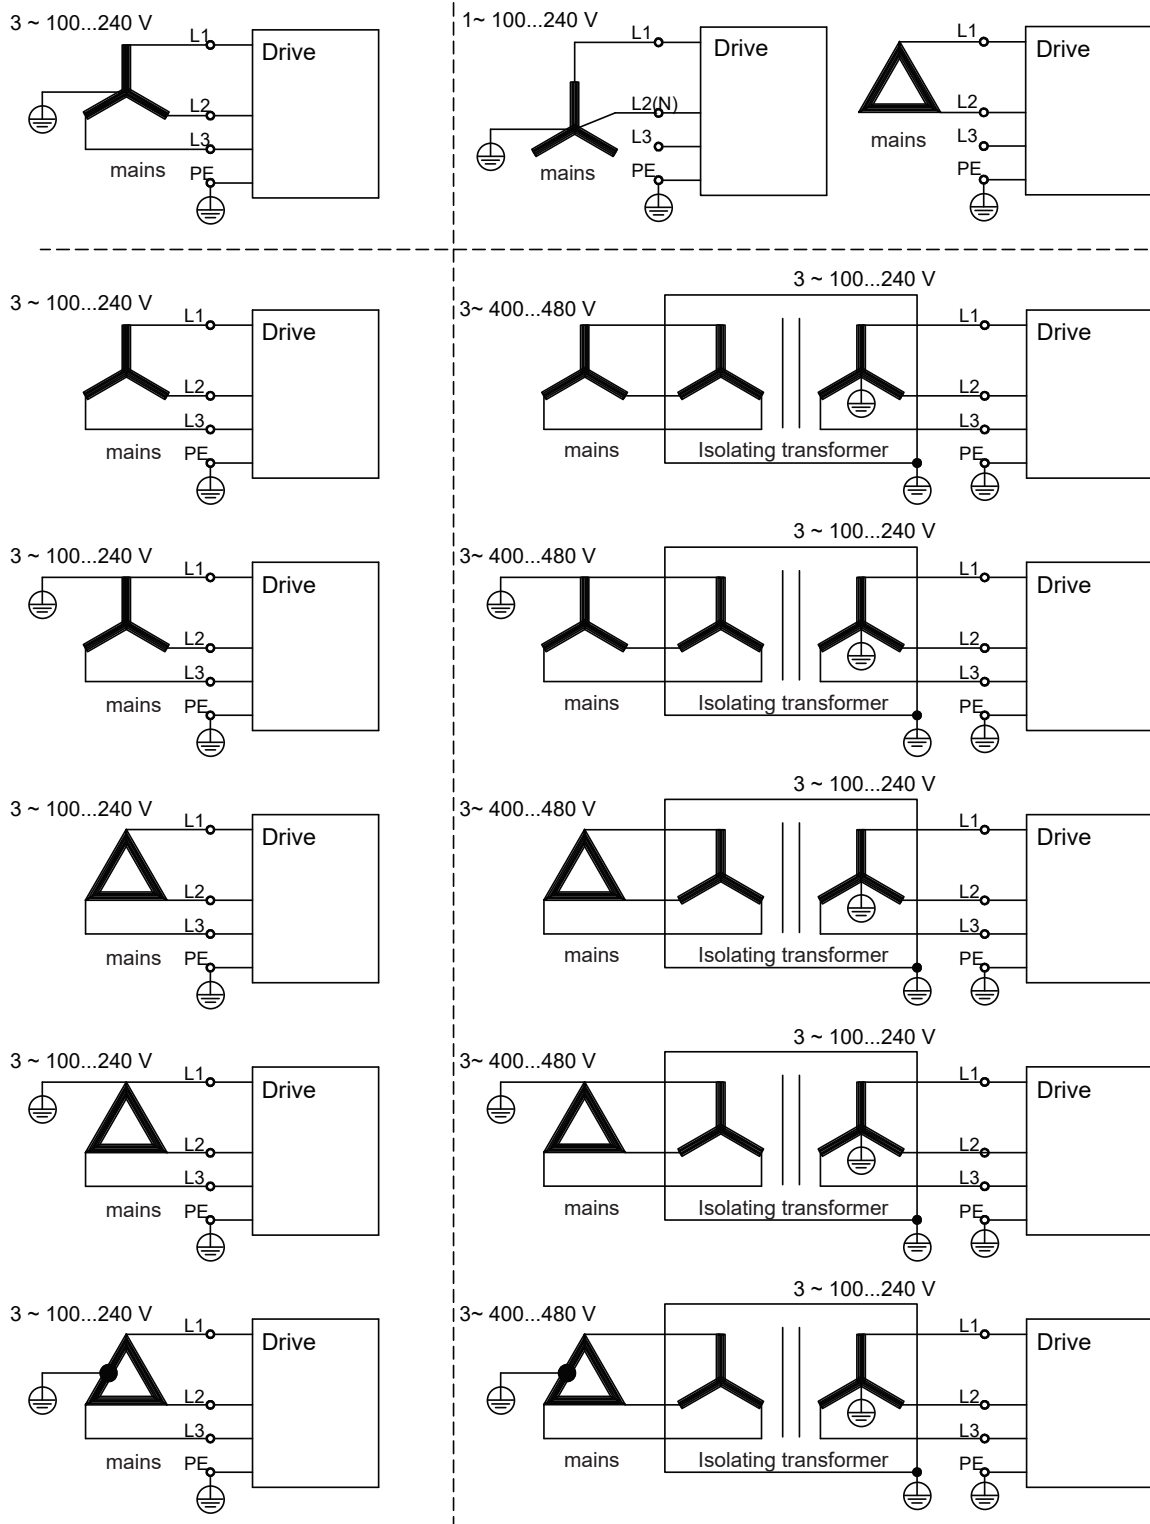 3 ~ 100...240 V
L1
Drive
L2
L3
mains
PE
1~ 100...240 V
L1
Drive
L2(N)
L3
mains
PE
L1
Drive
L2
mains
L3
PE
3 ~ 100...240 V
L1
Drive
L2
L3
mains
PE
3 ~ 100...240 V
3~ 400...480 V
L1
Drive
L2
L3
mains
Isolating transformer
PE
3 ~ 100...240 V
L1
Drive
L2
L3
mains
PE
3 ~ 100...240 V
3~ 400...480 V
L1
Drive
L2
L3
mains
Isolating transformer
PE
3 ~ 100...240 V
L1
Drive
L2
L3
mains
PE
3 ~ 100...240 V
3~ 400...480 V
L1
Drive
L2
L3
mains
Isolating transformer
PE
3 ~ 100...240 V
L1
Drive
L2
L3
mains
PE
3 ~ 100...240 V
3~ 400...480 V
L1
Drive
L2
L3
mains
Isolating transformer
PE
3 ~ 100...240 V
L1
Drive
L2
L3
mains
PE
3 ~ 100...240 V
3~ 400...480 V
L1
Drive
L2
L3
mains
Isolating transformer
PE